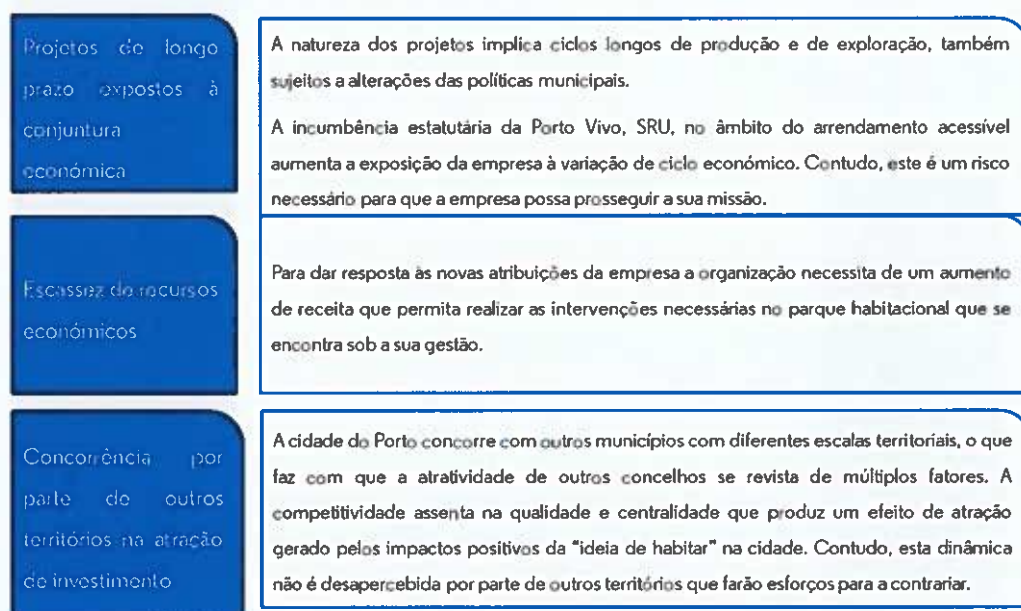 Projetos de longo
prazo expostos à
conjuntura
económica
A natureza dos projetos implica ciclos longos de produção e de exploração, também
sujeitos a alterações das políticas municipais.
A incumbência estatutária da Porto Vivo, SRU, no âmbito do arrendamento acessível
aumenta a exposição da empresa à variação de ciclo económico. Contudo, este é um risco
necessário para que a empresa possa prosseguir a sua missão.
Escassez de recursos
económicos
Para dar resposta às novas atribuições da empresa a organização necessita de um aumento
de receita que permita realizar as intervenções necessárias no parque habitacional que se
encontra sob a sua gestão.
Concorrência por
parte de outros
territórios na atração
de investimento
A cidade do Porto concorre com outros municípios com diferentes escalas territoriais, o que
faz com que a atratividade de outros concelhos se revista de múltiplos fatores. A
competitividade assenta na qualidade e centralidade que produz um efeito de atração
gerado pelos impactos positivos da "ideia de habitar" na cidade. Contudo, esta dinâmica
não é desapercebida por parte de outros territórios que farão esforços para a contrariar.